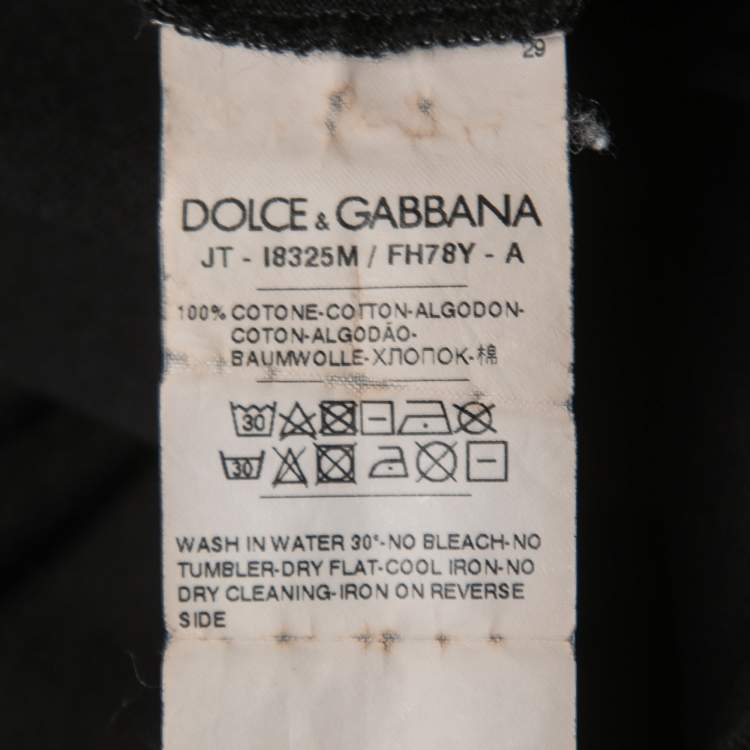 29
DOLCE & GABBANA
JT - I8325M / FH78Y - A
100% COTONE-COTTON-ALGODON-
COTON-ALGODÃO-
BAUMWOLLE-ХЛОПОК-棉
30
30
WASH IN WATER 30°-NO BLEACH-NO
TUMBLER-DRY FLAT-COOL IRON-NO
DRY CLEANING-IRON ON REVERSE
SIDE